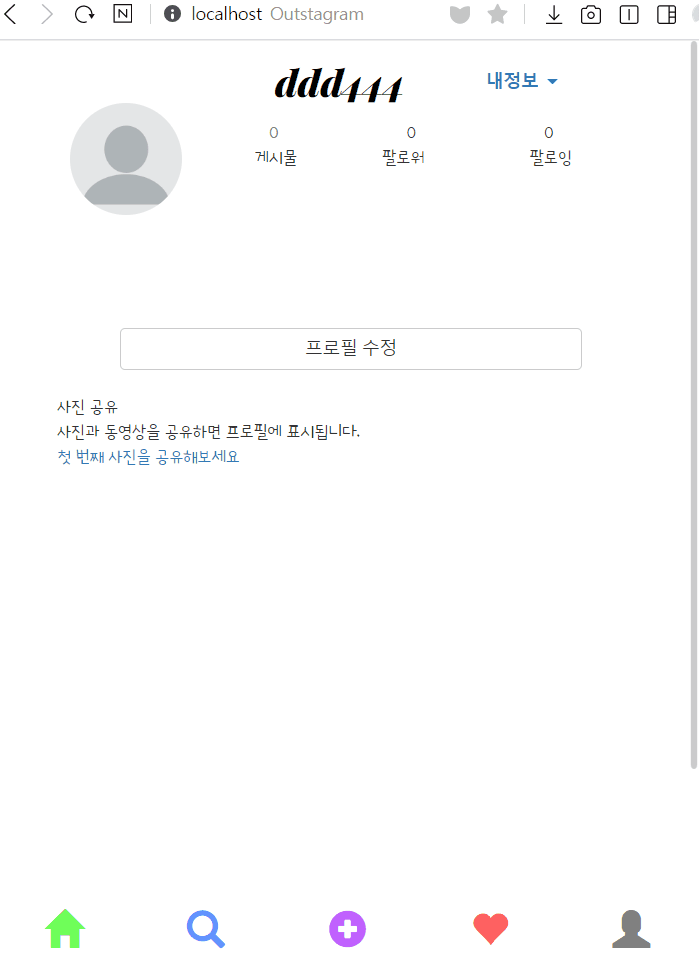 N localhost Outstagram
ddd444 내정보
0 0 0
게시물 팔로워 팔로잉
프로필 수정
사진 공유
사진과 동영상을 공유하면 프로필에 표시됩니다.
첫 번째 사진을 공유해보세요